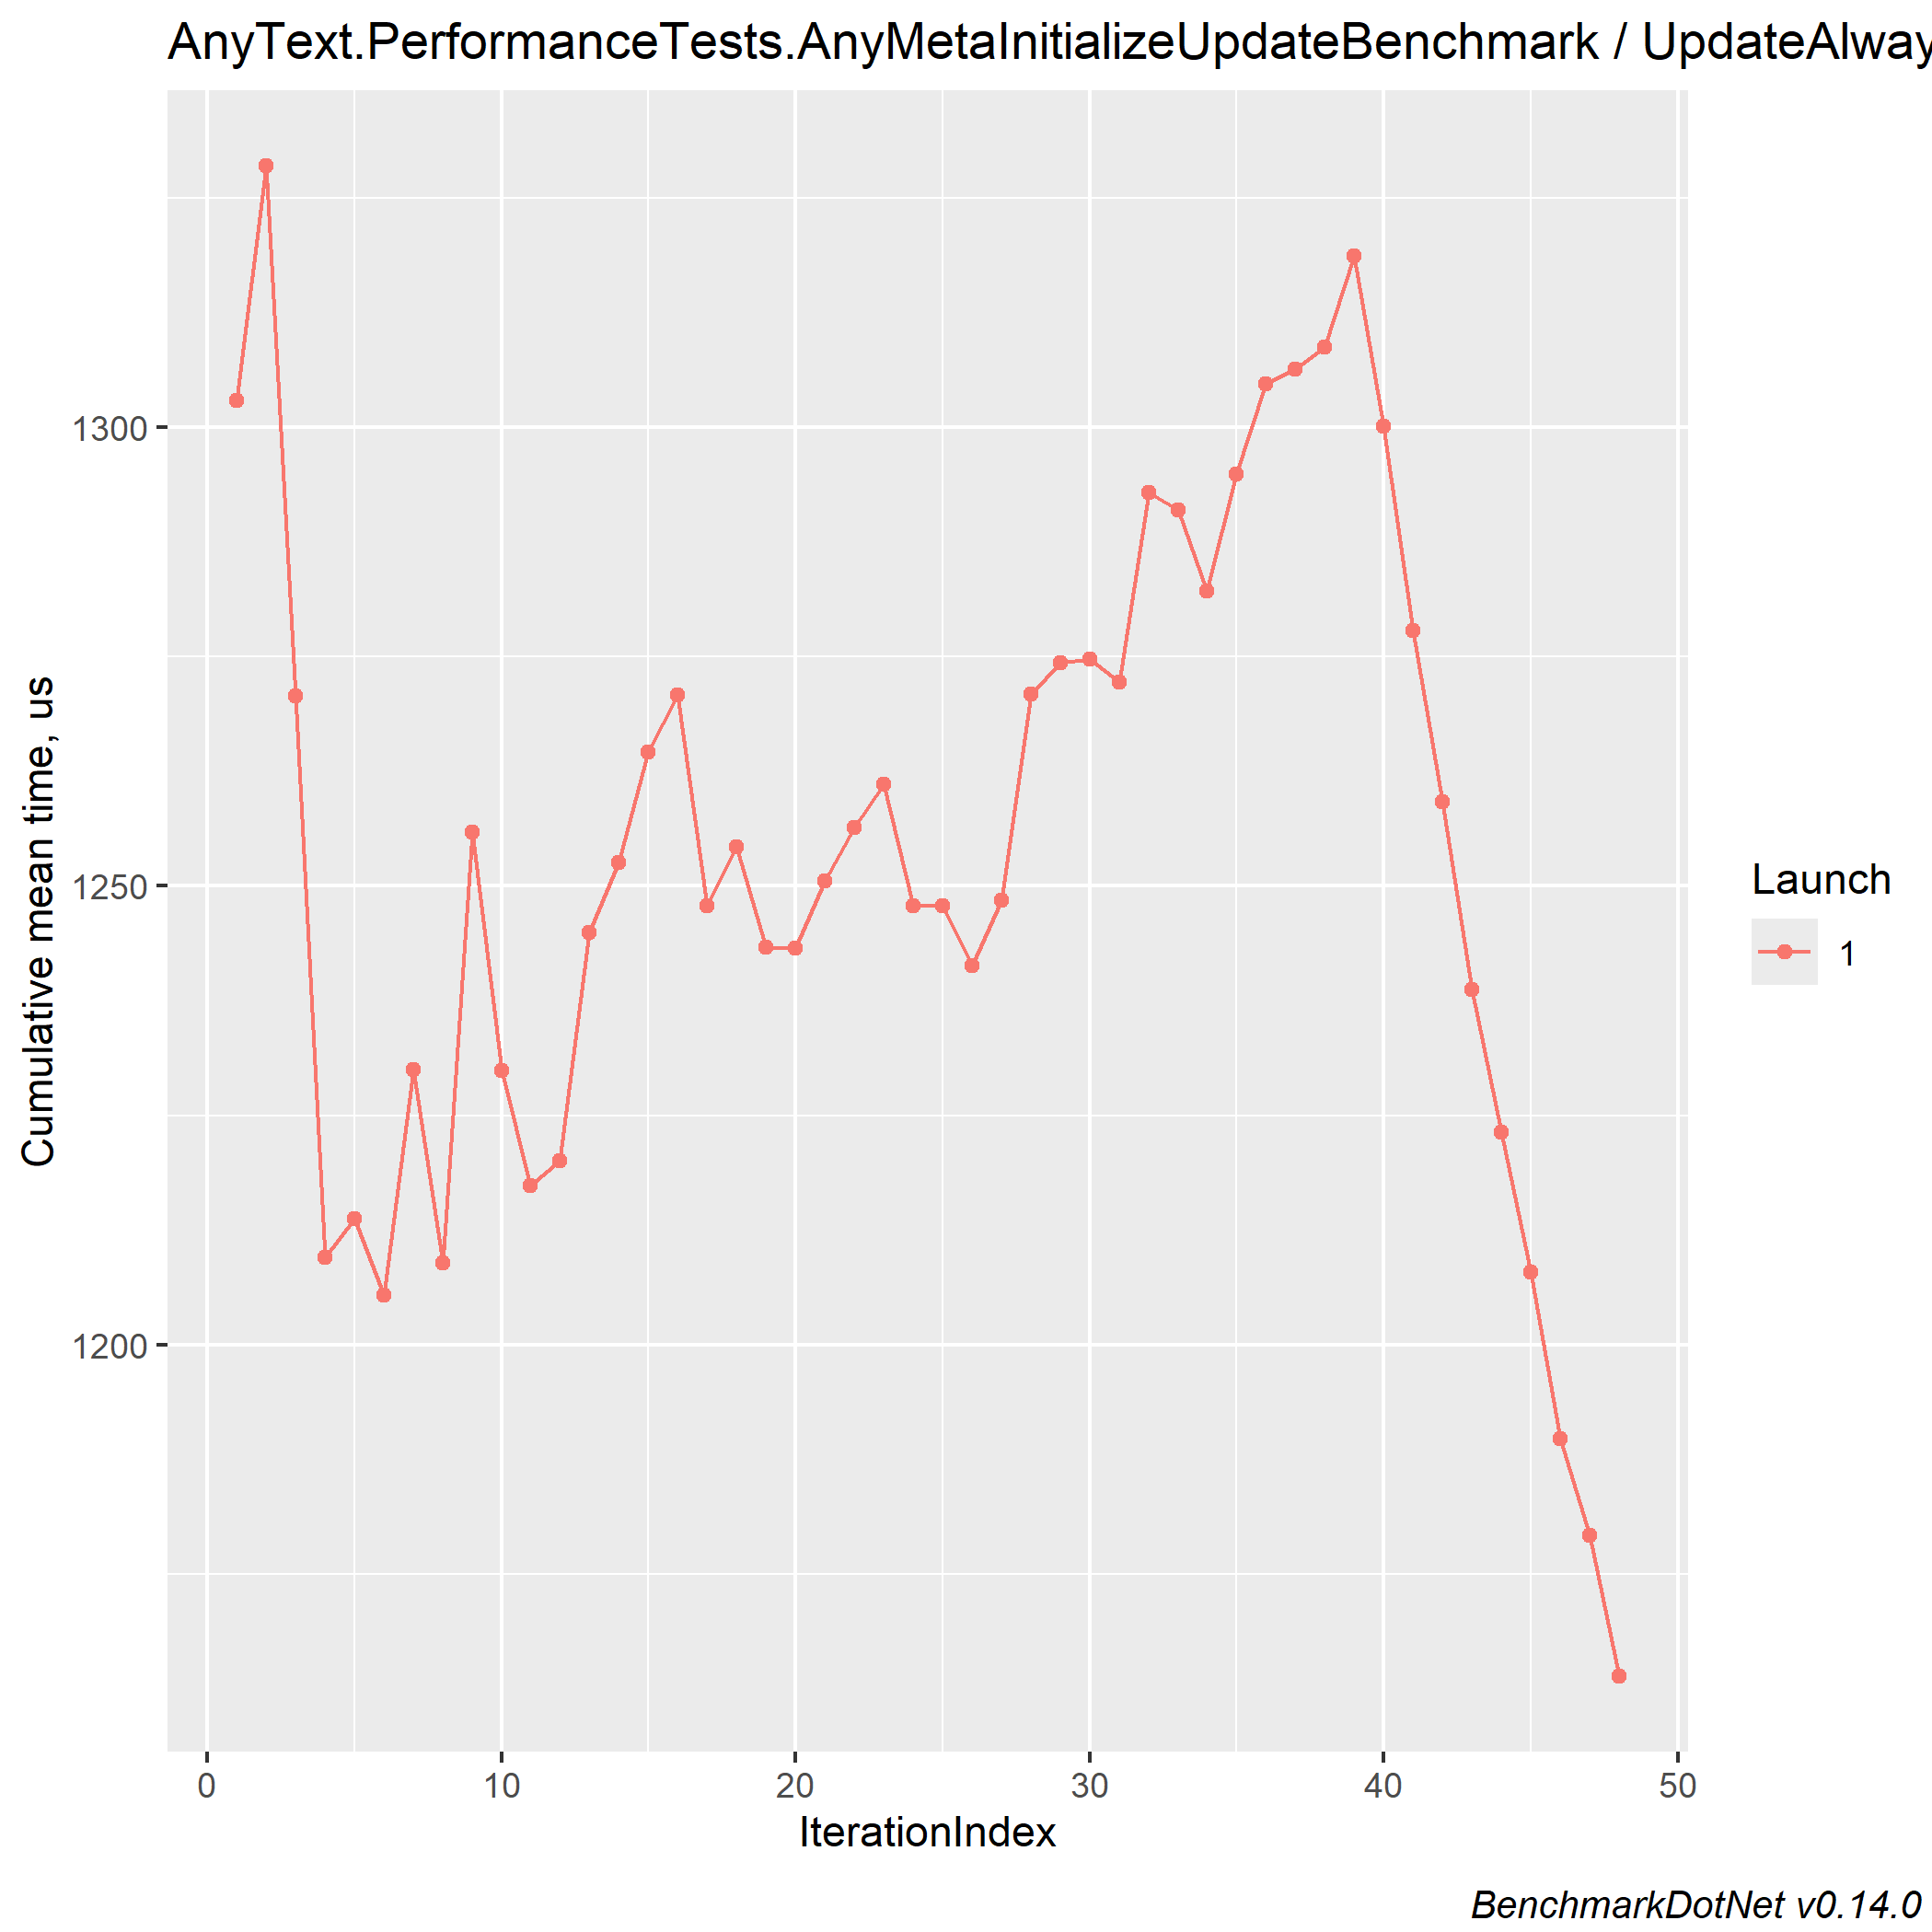 AnyText.PerformanceTests.AnyMetaInitializeUpdateBenchmark / UpdateAlway
Cumulative mean time, us
1300
1250
1200
0 10 20 30 40 50
IterationIndex
Launch
1
BenchmarkDotNet v0.14.0